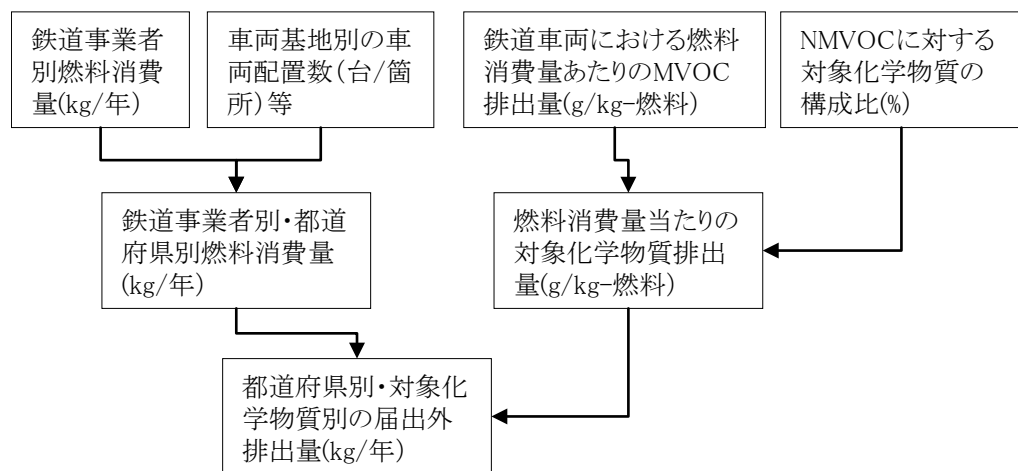 鉄道事業者
別燃料消費
量(kg/年)
車両基地別の車
両配置数(台/箇
所)等
鉄道車両における燃料
消費量あたりのMVOC
排出量(g/kg-燃料)
NMVOCに対する
対象化学物質の
構成比(%)
鉄道事業者別・都道
府県別燃料消費量
(kg/年)
燃料消費量当たりの
対象化学物質排出
量(g/kg-燃料)
都道府県別・対象化
学物質別の届出外
排出量(kg/年)